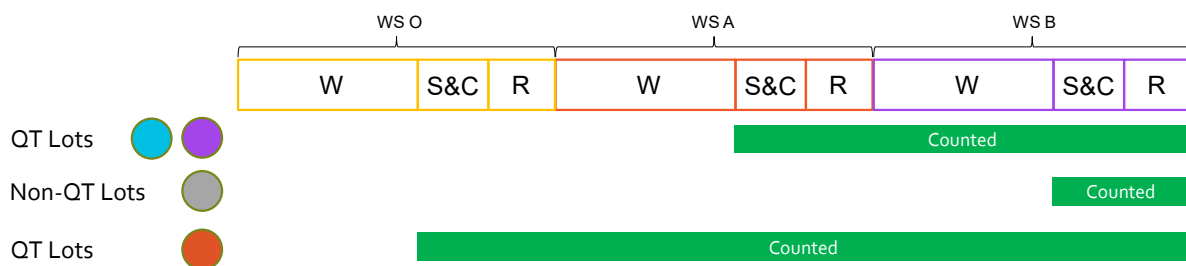 WS O WS A WS B
W S&C R W S&C R W S&C R
QT Lots Counted
Non-QT Lots Counted
QT Lots Counted